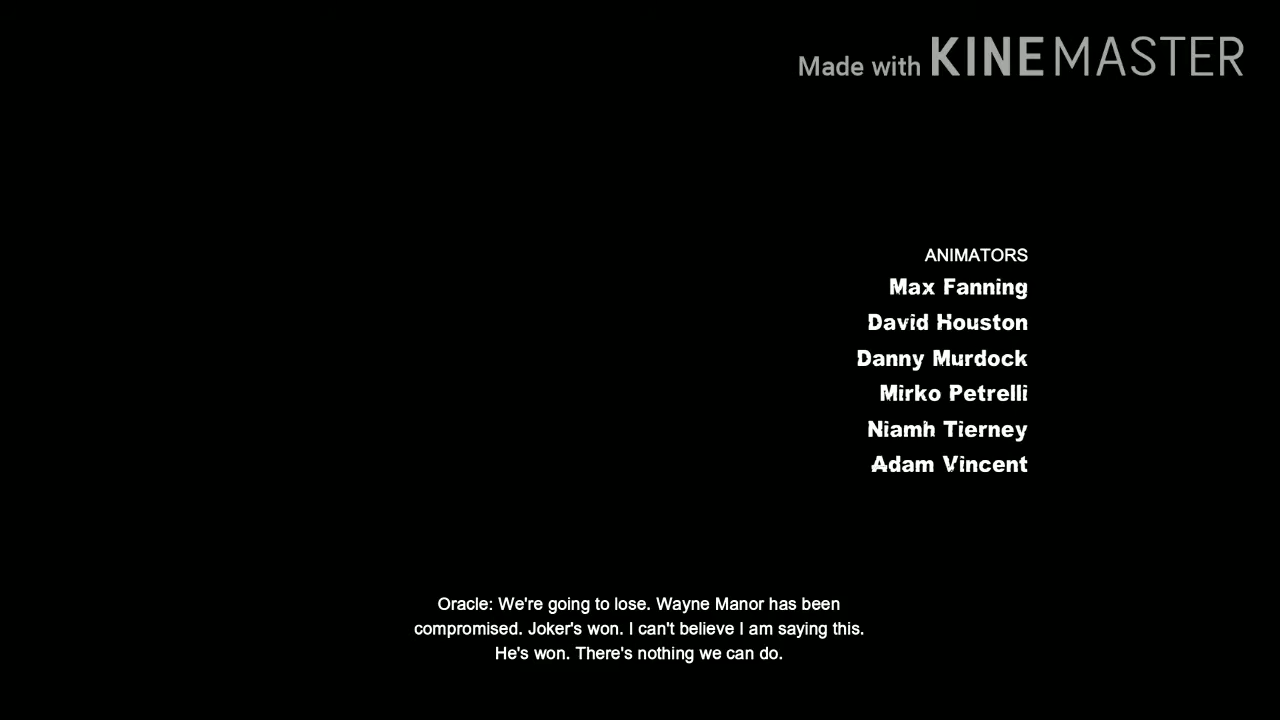 Made with KINEMASTER
ANIMATORS
Max Fanning
David Houston
Danny Murdock
Mirko Petrelli
Niamh Tierney
Adam Vincent
Oracle: We're going to lose. Wayne Manor has been
compromised. Joker's won. I can't believe I am saying this.
He's won. There's nothing we can do.